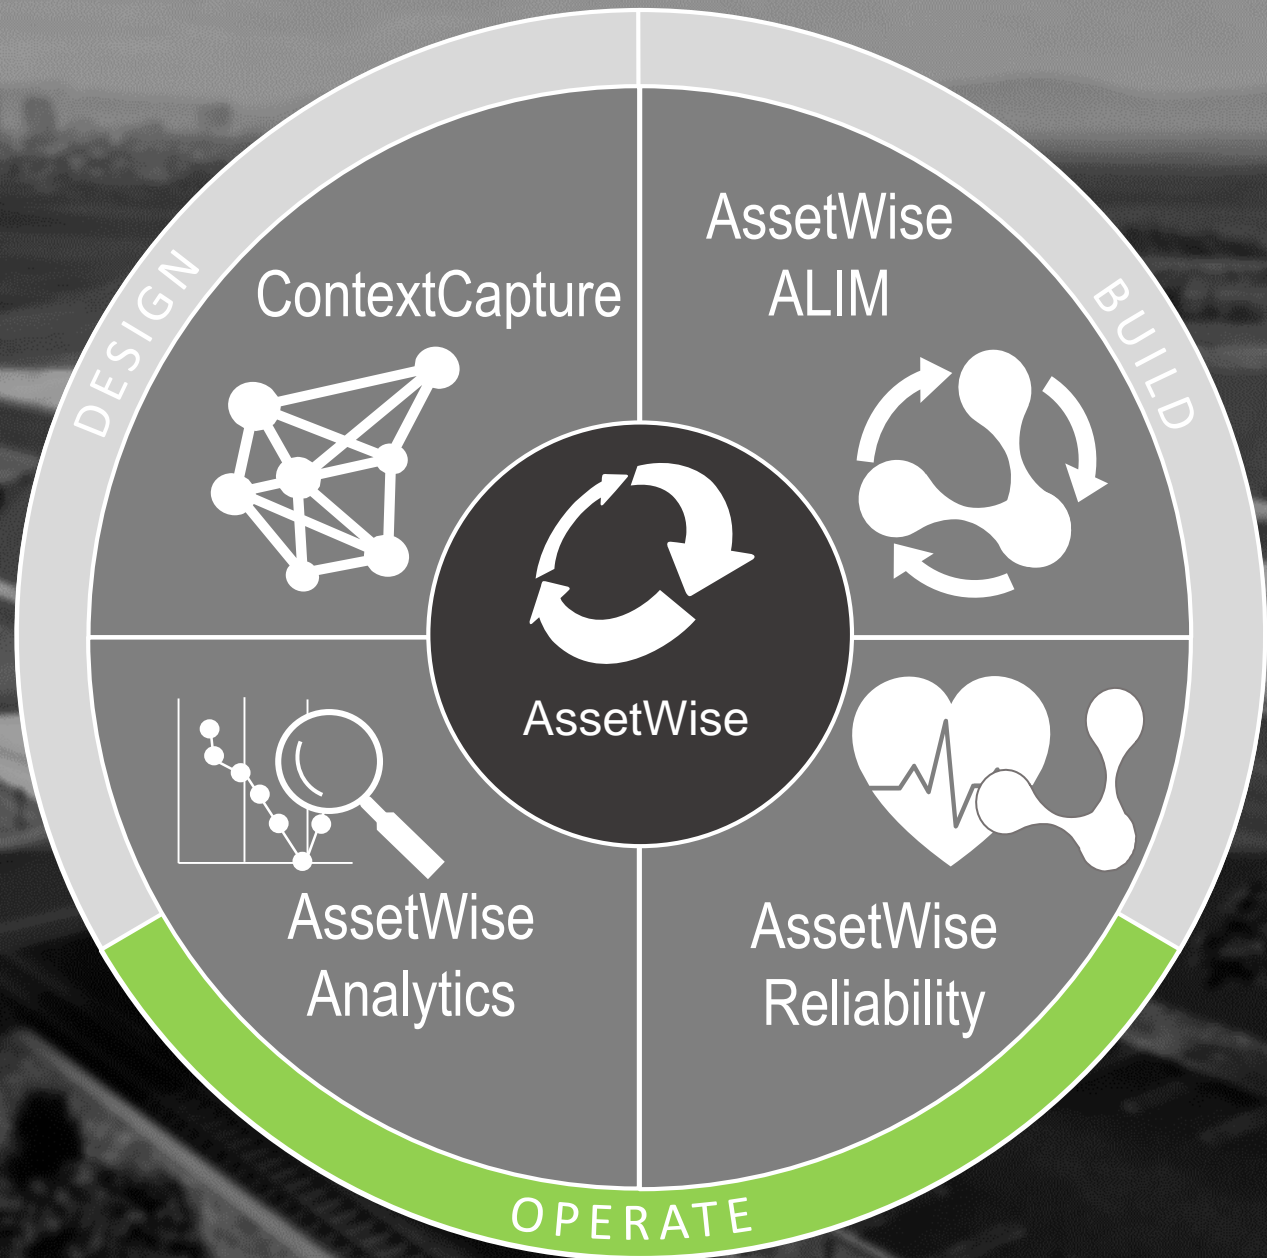 DESIGN
BUILD
ContextCapture
AssetWise
ALIM
AssetWise
AssetWise
Analytics
AssetWise
Reliability
OPERATE